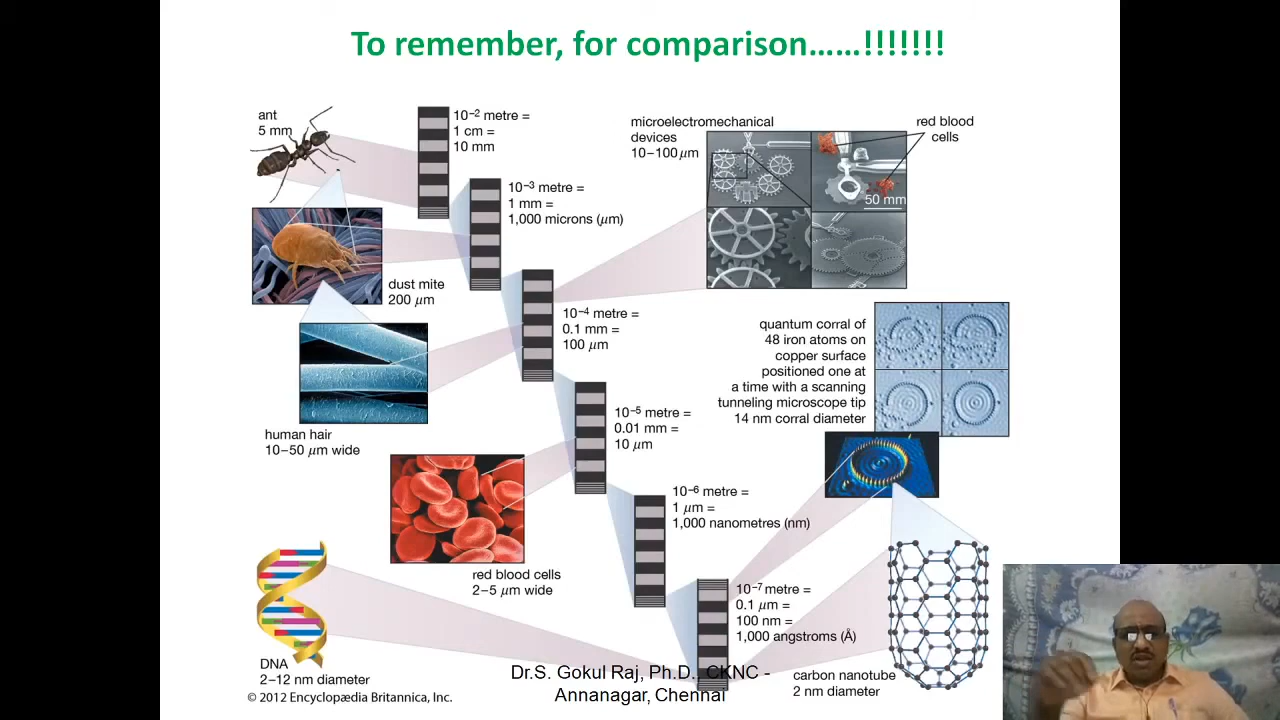 To remember, for comparison……!!!!!!!
ant
5 mm
10⁻² metre =
1 cm =
10 mm
microelectromechanical
devices
10–100 μm
red blood
cells
50 mm
10⁻³ metre =
1 mm =
1,000 microns (μm)
dust mite
200 μm
10⁻⁴ metre =
0.1 mm =
100 μm
quantum corral of
48 iron atoms on
copper surface
positioned one at
a time with a scanning
tunneling microscope tip
14 nm corral diameter
human hair
10–50 μm wide
10⁻⁵ metre =
0.01 mm =
10 μm
10⁻⁶ metre =
1 μm =
1,000 nanometres (nm)
red blood cells
2–5 μm wide
10⁻⁷ metre =
0.1 μm =
100 nm =
1,000 angstroms (Å)
DNA
2–12 nm diameter
carbon nanotube
2 nm diameter
© 2012 Encyclopædia Britannica, Inc.
Dr.S. Gokul Raj, Ph.D., CKNC -
Annanagar, Chennai